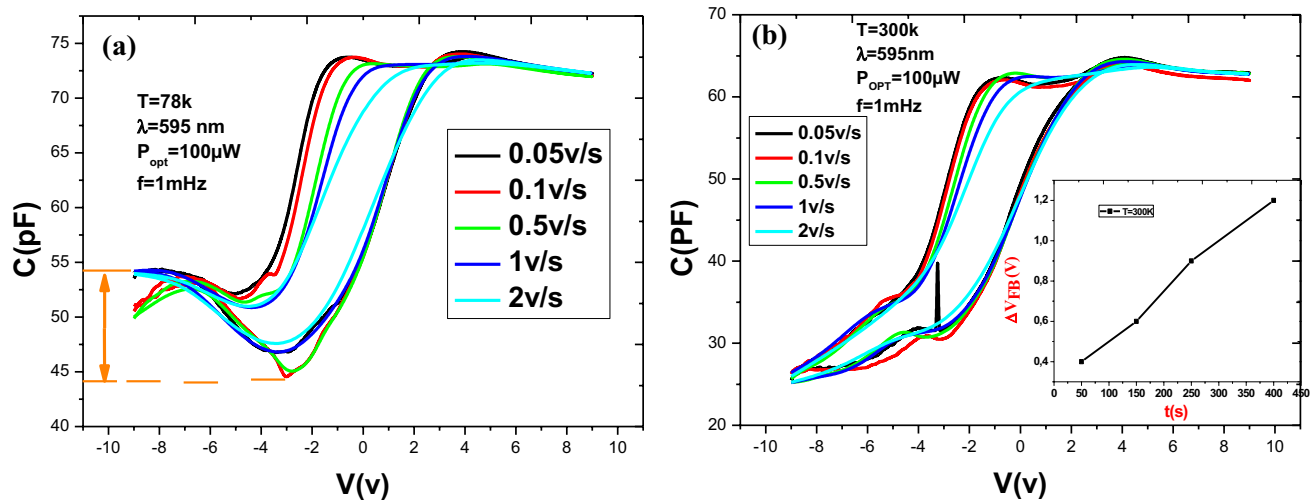 (a)
T=78k
λ=595 nm
Popt=100μW
f=1mHz
0.05v/s
0.1v/s
0.5v/s
1v/s
2v/s
C(pF)
75
70
65
60
55
50
45
40
-10 -8 -6 -4 -2 0 2 4 6 8 10
V(v)
(b)
T=300k
λ=595nm
POPT=100μW
f=1mHz
0.05v/s
0.1v/s
0.5v/s
1v/s
2v/s
C(PF)
70
60
50
40
30
20
-10 -8 -6 -4 -2 0 2 4 6 8 10
V(v)
T=300K
ΔVFB(V)
1,2
1,0
0,8
0,6
0,4
0 50 100 150 200 250 300 350 400 450
t(s)